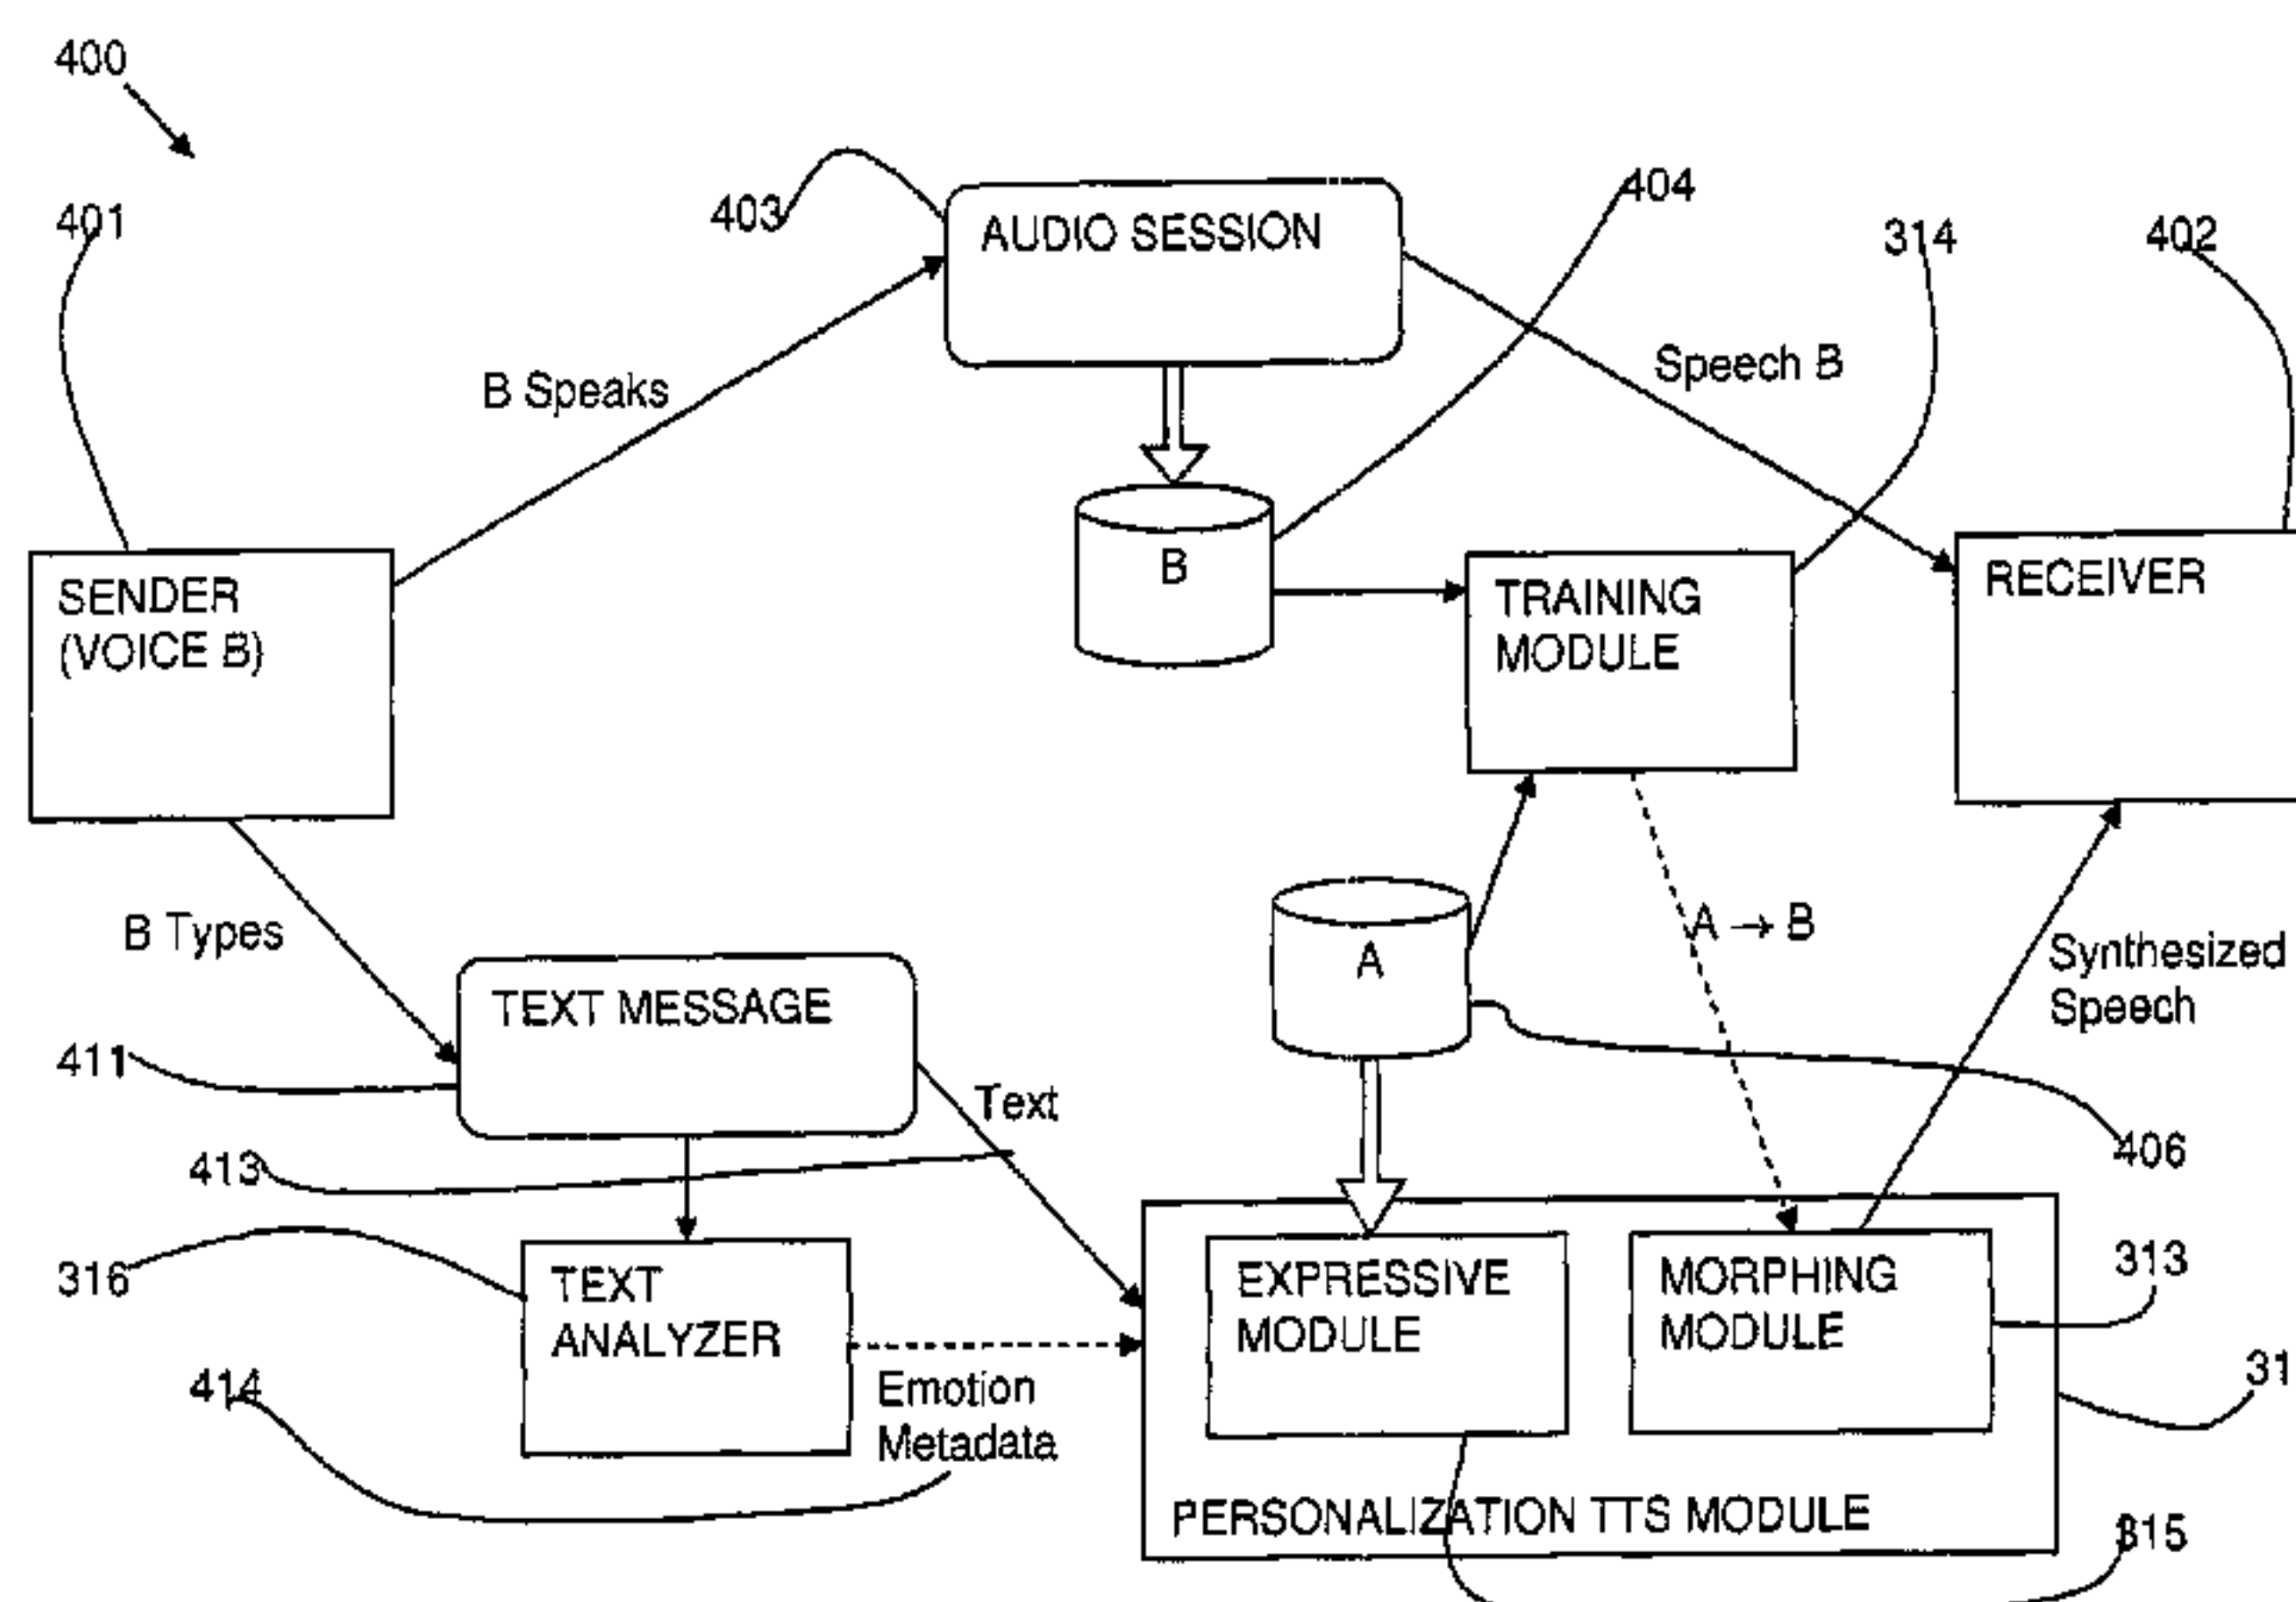 400
403
AUDIO SESSION
404
401
314
402
B Speaks
Speech B
SENDER
(VOICE B)
B
TRAINING
MODULE
RECEIVER
B Types
A
A → B
Synthesized
Speech
TEXT MESSAGE
411
Text
413
406
316
TEXT
ANALYZER
EXPRESSIVE
MODULE
MORPHING
MODULE
313
414
Emotion
Metadata
31
PERSONALIZATION TTS MODULE
315